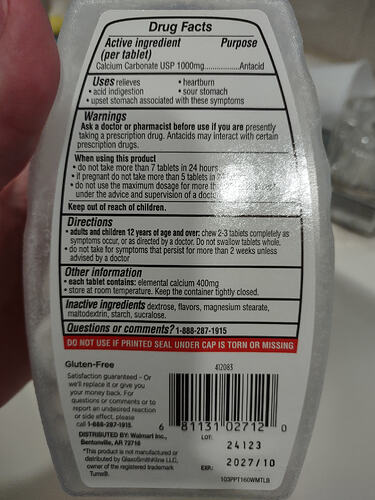 Drug Facts
Active ingredient Purpose
(per tablet)
Calcium Carbonate USP 1000mg....................Antacid
Uses relieves • heartburn
• acid indigestion • sour stomach
• upset stomach associated with these symptoms
Warnings
Ask a doctor or pharmacist before use if you are presently
taking a prescription drug. Antacids may interact with certain
prescription drugs.
When using this product
• do not take more than 7 tablets in 24 hours
• if pregnant do not take more than 5 tablets in
• do not use the maximum dosage for more
under the advice and supervision of a
Keep out of reach of children.
Directions
• adults and children 12 years of age and over: chew 2-3 tablets completely as
symptoms occur, or as directed by a doctor. Do not swallow tablets whole.
• do not take for symptoms that persist for more than 2 weeks unless
advised by a doctor
Other information
• each tablet contains: elemental calcium 400mg
• store at room temperature. Keep the container tightly closed.
Inactive ingredients dextrose, flavors, magnesium stearate,
maltodextrin, starch, sucralose.
Questions or comments? 1-888-287-1915
DO NOT USE IF PRINTED SEAL UNDER CAP IS TORN OR MISSING
Gluten-Free
Satisfaction guaranteed - Or
we'll replace it or give you
your money back. For
questions or comments or to
report an undesired reaction
or side effect, please
call 1-888-287-1915.
DISTRIBUTED BY: Walmart Inc.,
Bentonville, AR 72716
*This product is not manufactured or
distributed by GlaxoSmithKline LLC,
owner of the registered trademark
Tums®.
412083
6 81131 02712 0
LOT: 24123
EXP.: 2027/10
103PPT160WMTLB